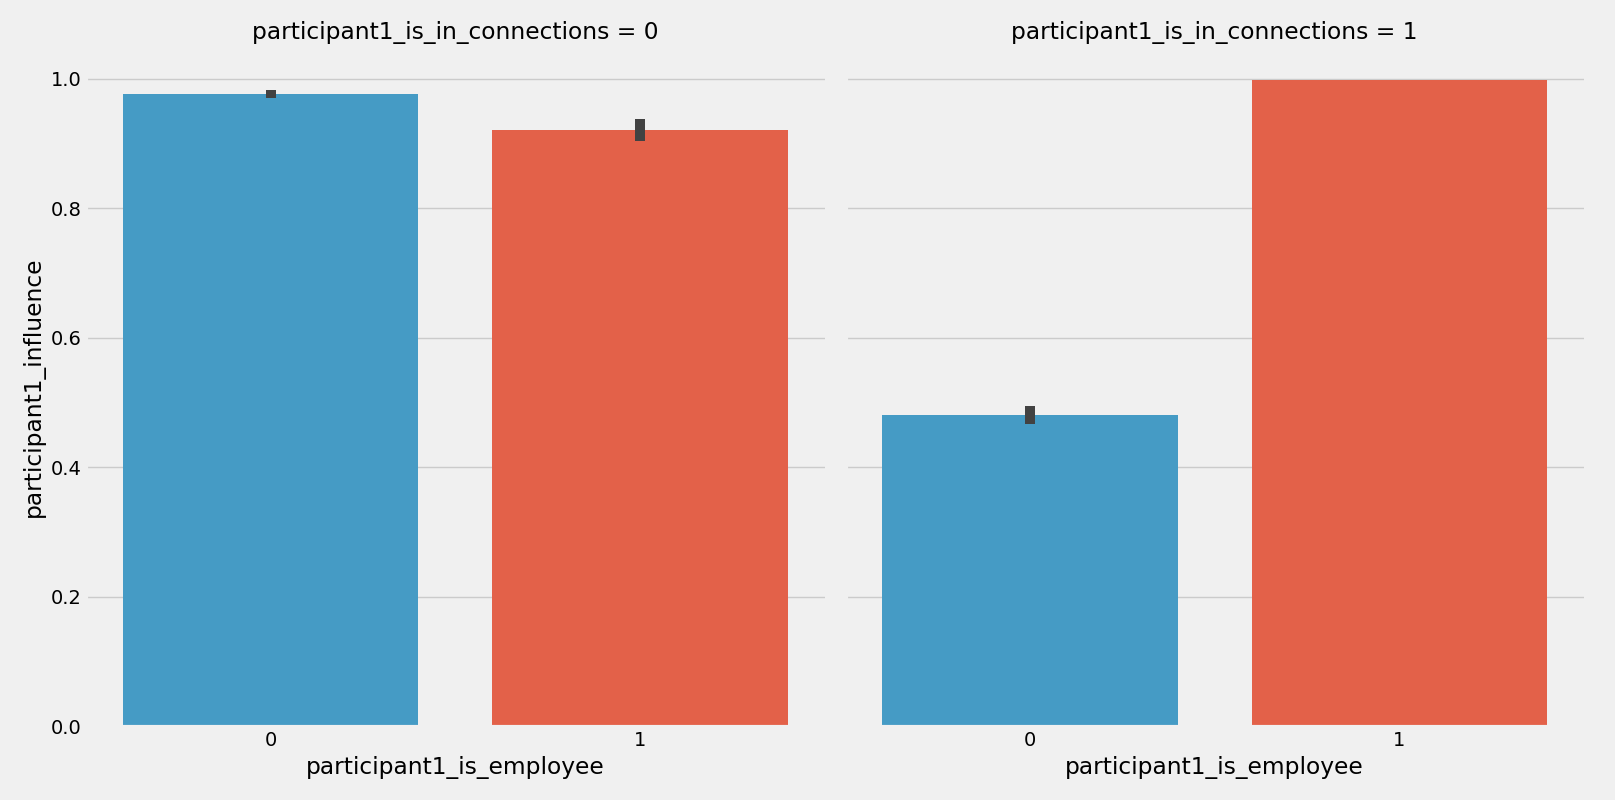 participant1_is_in_connections = 0
participant1_is_in_connections = 1
participant1_influence
1.0
0.8
0.6
0.4
0.2
0.0
0 1
0 1
participant1_is_employee
participant1_is_employee